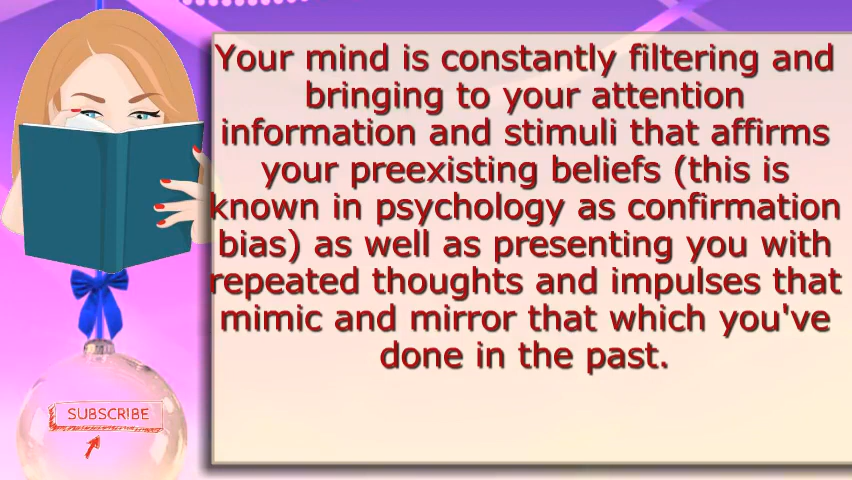 Your mind is constantly filtering and
bringing to your attention
information and stimuli that affirms
your preexisting beliefs (this is
known in psychology as confirmation
bias) as well as presenting you with
repeated thoughts and impulses that
mimic and mirror that which you've
done in the past.
SUBSCRIBE